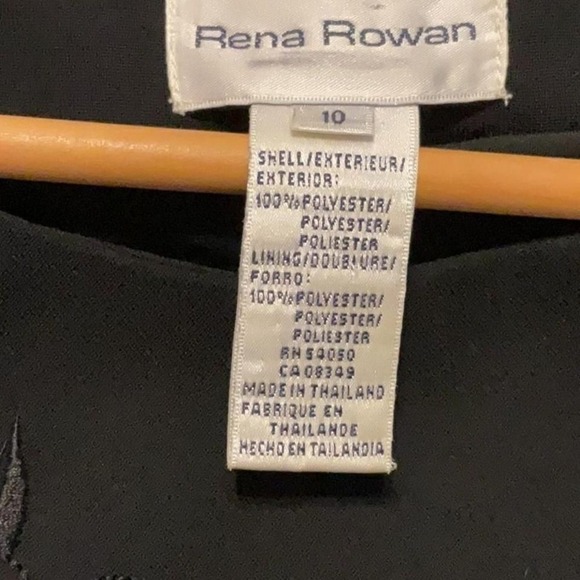 Rena Rowan
10
SHELL/EXTERIEUR/
EXTERIOR:
100% POLYESTER/
POLYESTER/
POLIESTER
LINING/DOUBLURE/
FORRO:
100% POLYESTER/
POLYESTER/
POLIESTER
RN 54050
CA 08349
MADE IN THAILAND
FABRIQUE EN
THAILANDE
HECHO EN TAILANDIA